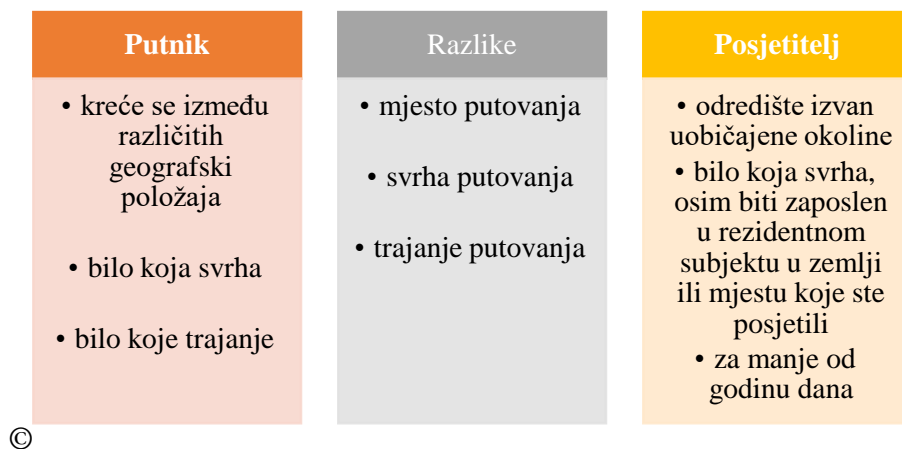 Putnik
• kreće se između
različitih
geografski
položaja
• bilo koja svrha
• bilo koje trajanje
Razlike
• mjesto putovanja
• svrha putovanja
• trajanje putovanja
Posjetitelj
• odredište izvan
uobičajene okoline
• bilo koja svrha,
osim biti zaposlen
u rezidentnom
subjektu u zemlji
ili mjestu koje ste
posjetili
• za manje od
godinu dana
©